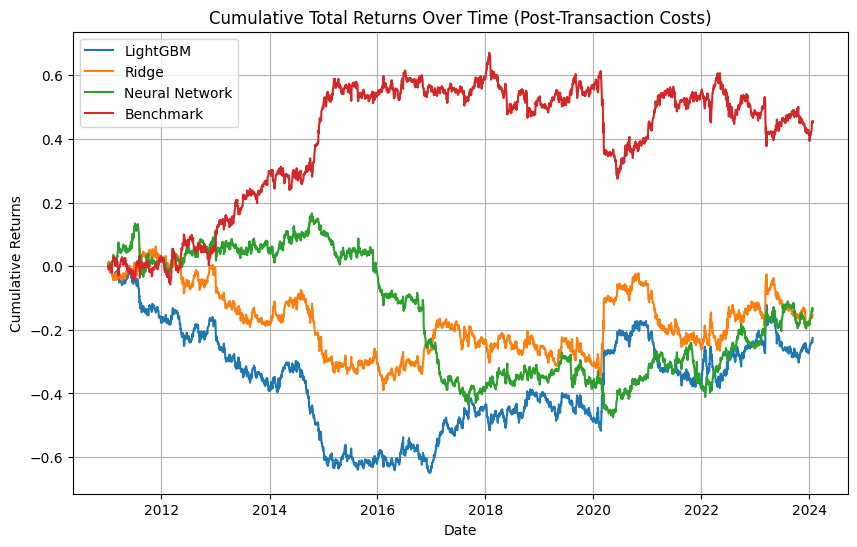 Cumulative Total Returns Over Time (Post-Transaction Costs)
LightGBM
Ridge
Neural Network
Benchmark
Cumulative Returns
0.6
0.4
0.2
0.0
−0.2
−0.4
−0.6
2012 2014 2016 2018 2020 2022 2024
Date